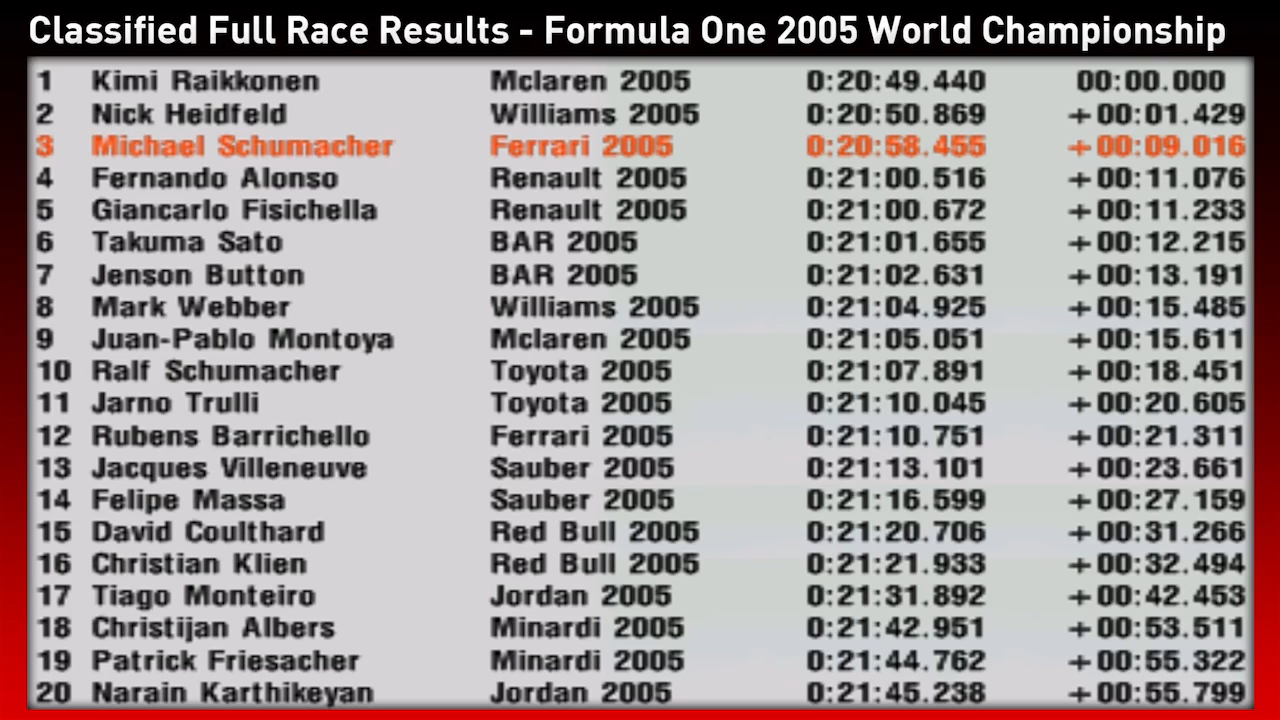 Classified Full Race Results - Formula One 2005 World Championship
1 Kimi Raikkonen Mclaren 2005 0:20:49.440 00:00.000
2 Nick Heidfeld Williams 2005 0:20:50.869 +00:01.429
3 Michael Schumacher Ferrari 2005 0:20:58.455 +00:09.016
4 Fernando Alonso Renault 2005 0:21:00.516 +00:11.076
5 Giancarlo Fisichella Renault 2005 0:21:00.672 +00:11.233
6 Takuma Sato BAR 2005 0:21:01.655 +00:12.215
7 Jenson Button BAR 2005 0:21:02.631 +00:13.191
8 Mark Webber Williams 2005 0:21:04.925 +00:15.485
9 Juan-Pablo Montoya Mclaren 2005 0:21:05.051 +00:15.611
10 Ralf Schumacher Toyota 2005 0:21:07.891 +00:18.451
11 Jarno Trulli Toyota 2005 0:21:10.045 +00:20.605
12 Rubens Barrichello Ferrari 2005 0:21:10.751 +00:21.311
13 Jacques Villeneuve Sauber 2005 0:21:13.101 +00:23.661
14 Felipe Massa Sauber 2005 0:21:16.599 +00:27.159
15 David Coulthard Red Bull 2005 0:21:20.706 +00:31.266
16 Christian Klien Red Bull 2005 0:21:21.933 +00:32.494
17 Tiago Monteiro Jordan 2005 0:21:31.892 +00:42.453
18 Christijan Albers Minardi 2005 0:21:42.951 +00:53.511
19 Patrick Friesacher Minardi 2005 0:21:44.762 +00:55.322
20 Narain Karthikeyan Jordan 2005 0:21:45.238 +00:55.799